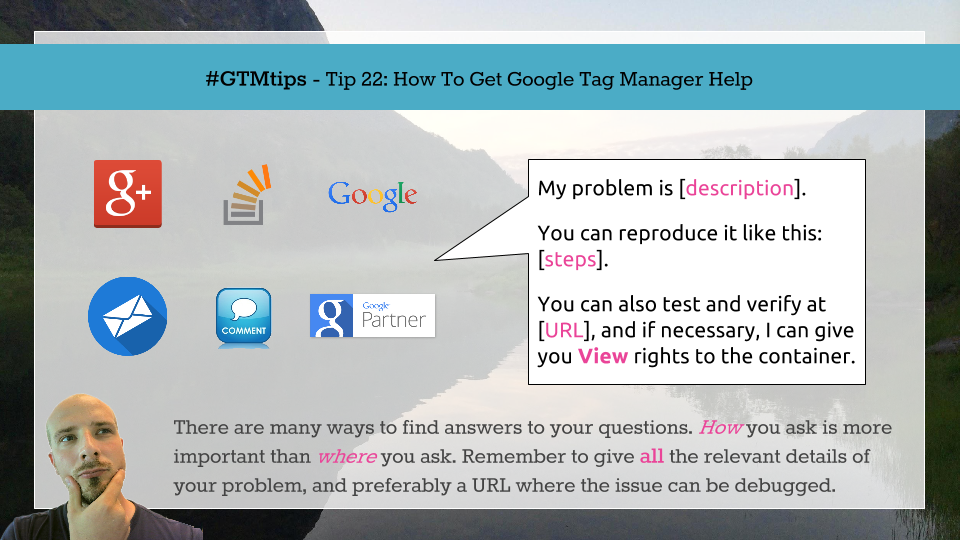 #GTMtips - Tip 22: How To Get Google Tag Manager Help
g+
Google
My problem is [description].
You can reproduce it like this:
[steps].
You can also test and verify at
[URL], and if necessary, I can give
you View rights to the container.
COMMENT
g
Google
Partner
There are many ways to find answers to your questions. How you ask is more
important than where you ask. Remember to give all the relevant details of
your problem, and preferably a URL where the issue can be debugged.